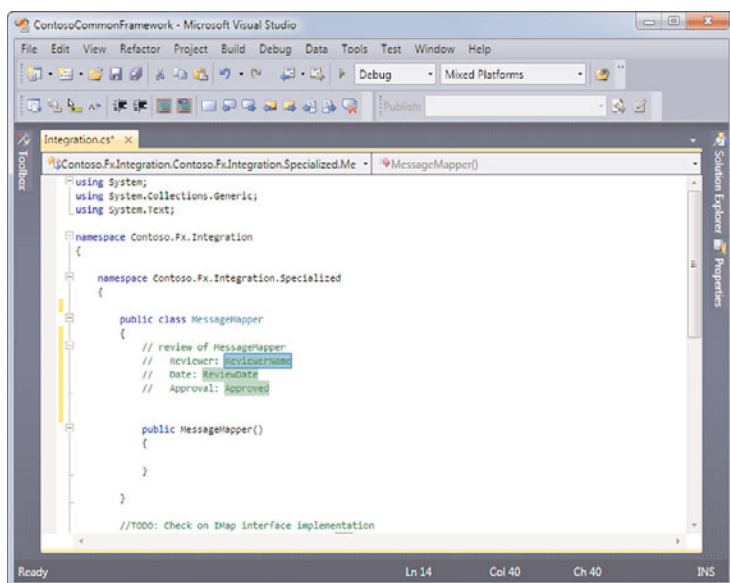 ContosoCommonFramework - Microsoft Visual Studio
File Edit View Refactor Project Build Debug Data Tools Test Window Help
Debug Mixed Platforms
Publish:
Toolbox
Integration.cs* ×
Contoso.Fx.Integration.Contoso.Fx.Integration.Specialized.Me MessageMapper()
using System;
using System.Collections.Generic;
using System.Text;
namespace Contoso.Fx.Integration
{
namespace Contoso.Fx.Integration.Specialized
{
public class MessageMapper
{
// review of MessageMapper
// Reviewer: ReviewerName
// Date: ReviewDate
// Approval: Approved
public MessageMapper()
{
}
}
//TODO: Check on IMap interface implementation
Solution Explorer
Properties
Ready Ln 14 Col 40 Ch 40 INS